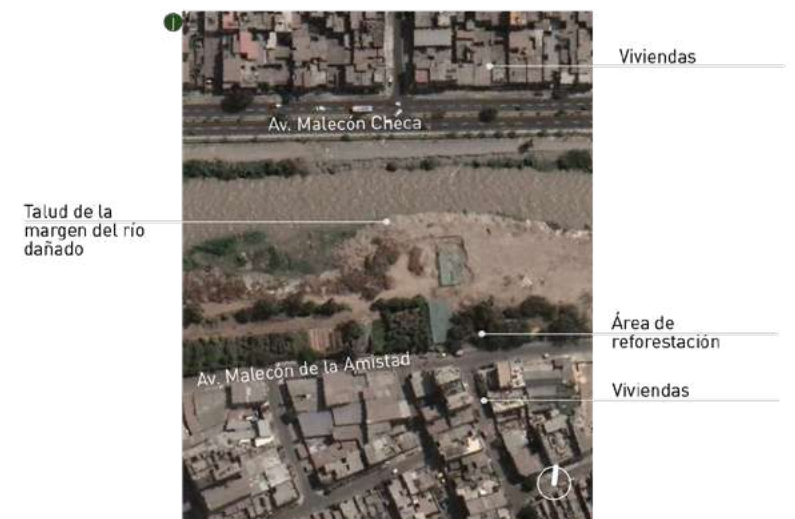 Viviendas
Av. Malecón Checa
Talud de la
margen del río
dañado
Área de
reforestación
Av. Malecón de la Amistad
Viviendas